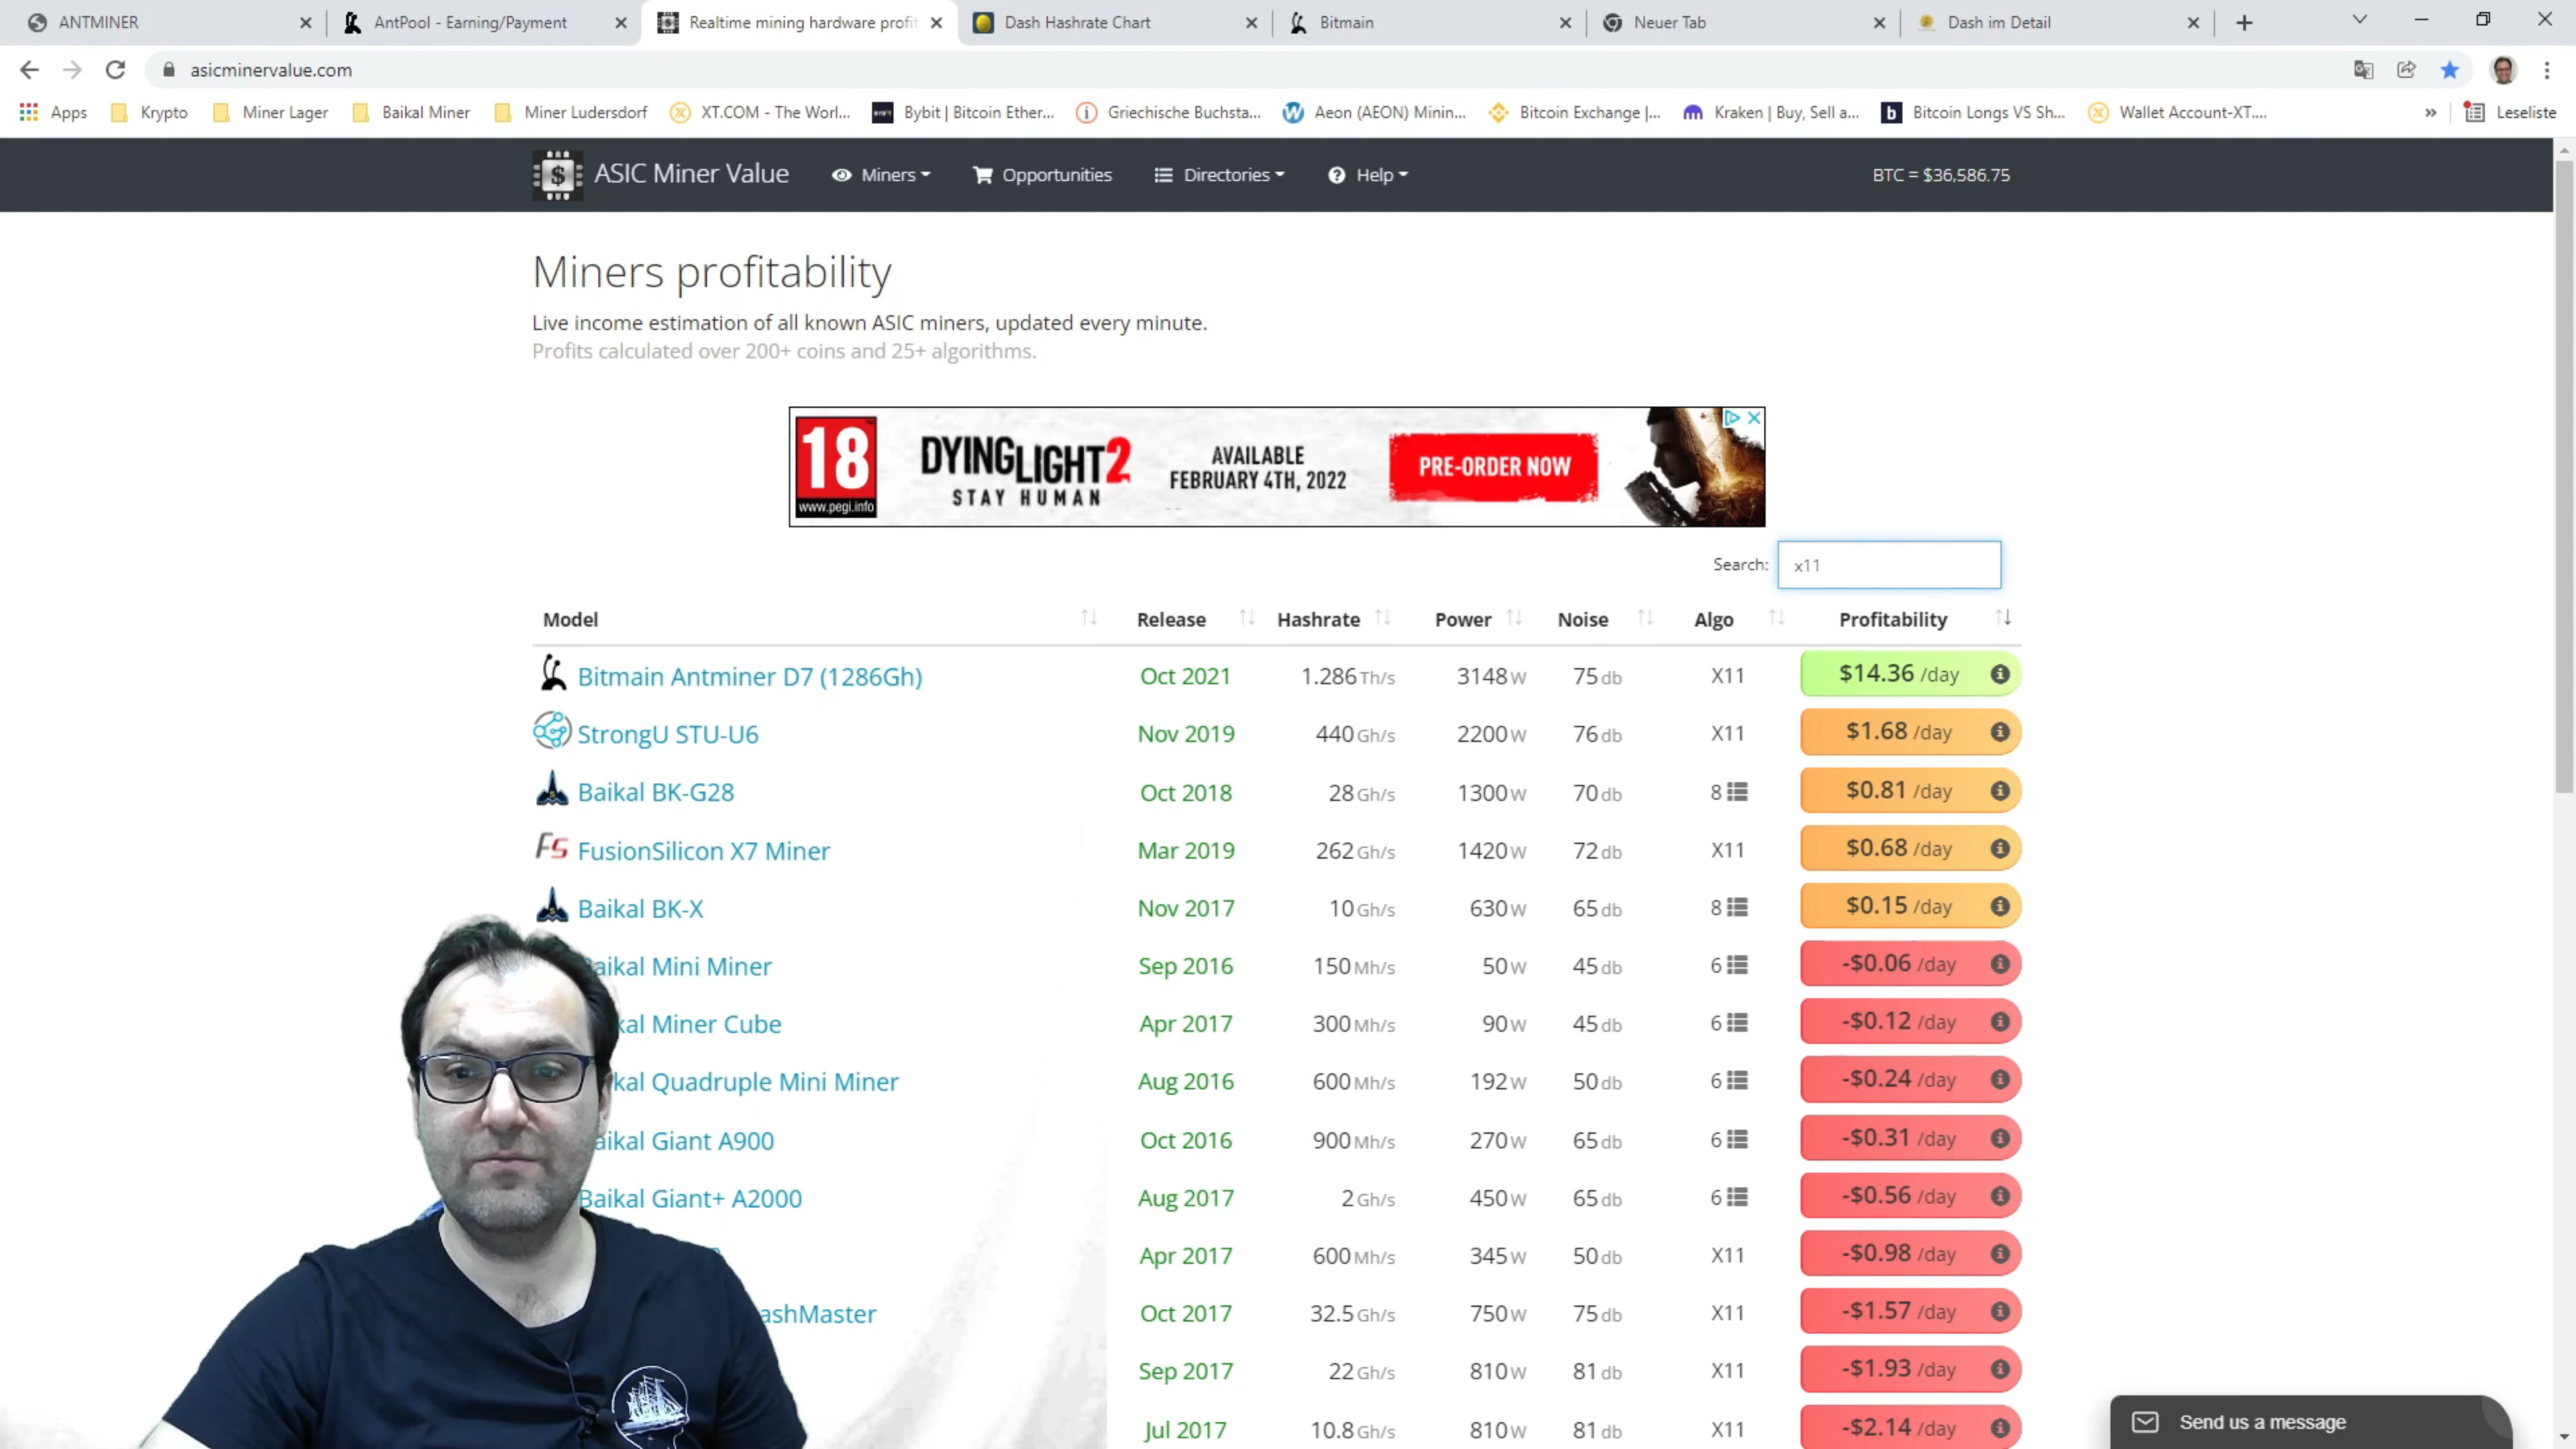 ANTMINER
AntPool - Earning/Payment
Realtime mining hardware profit
Dash Hashrate Chart
Bitmain
Neuer Tab
Dash im Detail
asicminervalue.com
Apps
Krypto
Miner Lager
Baikal Miner
Miner Ludersdorf
XT.COM - The Worl...
Bybit | Bitcoin Ether...
Griechische Buchsta...
Aeon (AEON) Minin...
Bitcoin Exchange |...
Kraken | Buy, Sell a...
Bitcoin Longs VS Sh...
Wallet Account-XT....
»
Leseliste
ASIC Miner Value
Miners
Opportunities
Directories
Help
BTC = $36,586.75
Miners profitability
Live income estimation of all known ASIC miners, updated every minute.
Profits calculated over 200+ coins and 25+ algorithms.
18
www.pegi.info
DYING LIGHT 2
STAY HUMAN
AVAILABLE
FEBRUARY 4TH, 2022
PRE-ORDER NOW
Search: x11
Model Release Hashrate Power Noise Algo Profitability
Bitmain Antminer D7 (1286Gh) Oct 2021 1.286 Th/s 3148 W 75 db X11 $14.36 /day
StrongU STU-U6 Nov 2019 440 Gh/s 2200 W 76 db X11 $1.68 /day
Baikal BK-G28 Oct 2018 28 Gh/s 1300 W 70 db 8 $0.81 /day
FS FusionSilicon X7 Miner Mar 2019 262 Gh/s 1420 W 72 db X11 $0.68 /day
Baikal BK-X Nov 2017 10 Gh/s 630 W 65 db 8 $0.15 /day
aikal Mini Miner Sep 2016 150 Mh/s 50 W 45 db 6 -$0.06 /day
kal Miner Cube Apr 2017 300 Mh/s 90 W 45 db 6 -$0.12 /day
kal Quadruple Mini Miner Aug 2016 600 Mh/s 192 W 50 db 6 -$0.24 /day
aikal Giant A900 Oct 2016 900 Mh/s 270 W 65 db 6 -$0.31 /day
Baikal Giant+ A2000 Aug 2017 2 Gh/s 450 W 65 db 6 -$0.56 /day
Apr 2017 600 Mh/s 345 W 50 db X11 -$0.98 /day
ashMaster Oct 2017 32.5 Gh/s 750 W 75 db X11 -$1.57 /day
Sep 2017 22 Gh/s 810 W 81 db X11 -$1.93 /day
Jul 2017 10.8 Gh/s 810 W 81 db X11 -$2.14 /day
Send us a message